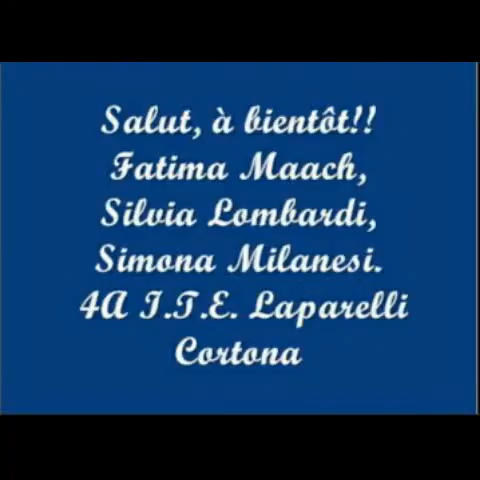 Salut, à bientôt!!
Fatima Maach,
Silvia Lombardi,
Simona Milanesi.
4A I.T.E. Laparelli
Cortona